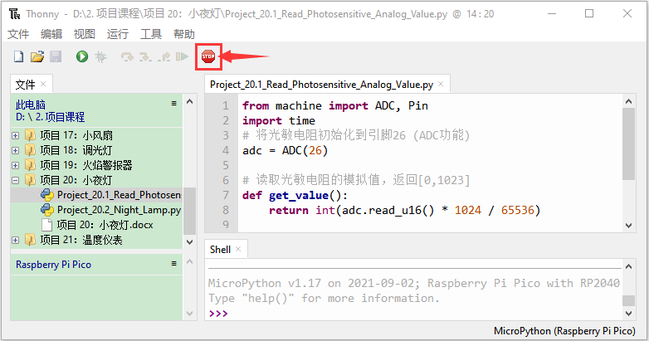 Thonny - D:\2. 项目课程\项目 20：小夜灯\Project_20.1_Read_Photosensitive_Analog_Value.py @ 14 : 20
文件 编辑 视图 运行 工具 帮助
STOP
文件
此电脑
D: \ 2. 项目课程
项目 17：小风扇
项目 18：调光灯
项目 19：火焰警报器
项目 20：小夜灯
Project_20.1_Read_Photosens
Project_20.2_Night_Lamp.py
项目 20：小夜灯.docx
项目 21：温度仪表
Raspberry Pi Pico
Project_20.1_Read_Photosensitive_Analog_Value.py
1 from machine import ADC, Pin
2 import time
3 # 将光敏电阻初始化到引脚26 (ADC功能)
4 adc = ADC(26)
5
6 # 读取光敏电阻的模拟值，返回[0,1023]
7 def get_value():
8 return int(adc.read_u16() * 1024 / 65536)
9
Shell
MicroPython v1.17 on 2021-09-02; Raspberry Pi Pico with RP2040
Type "help()" for more information.
>>>
MicroPython (Raspberry Pi Pico)